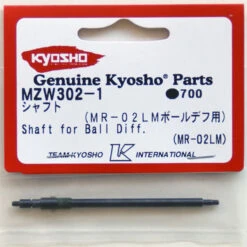 KYOSHO
Genuine Kyosho® Parts
MZW302-1 ●700
シャフト
(MR-02LMボールデフ用)
Shaft for Ball Diff.
(MR-02LM)
TEAM KYOSHO K INTERNATIONAL